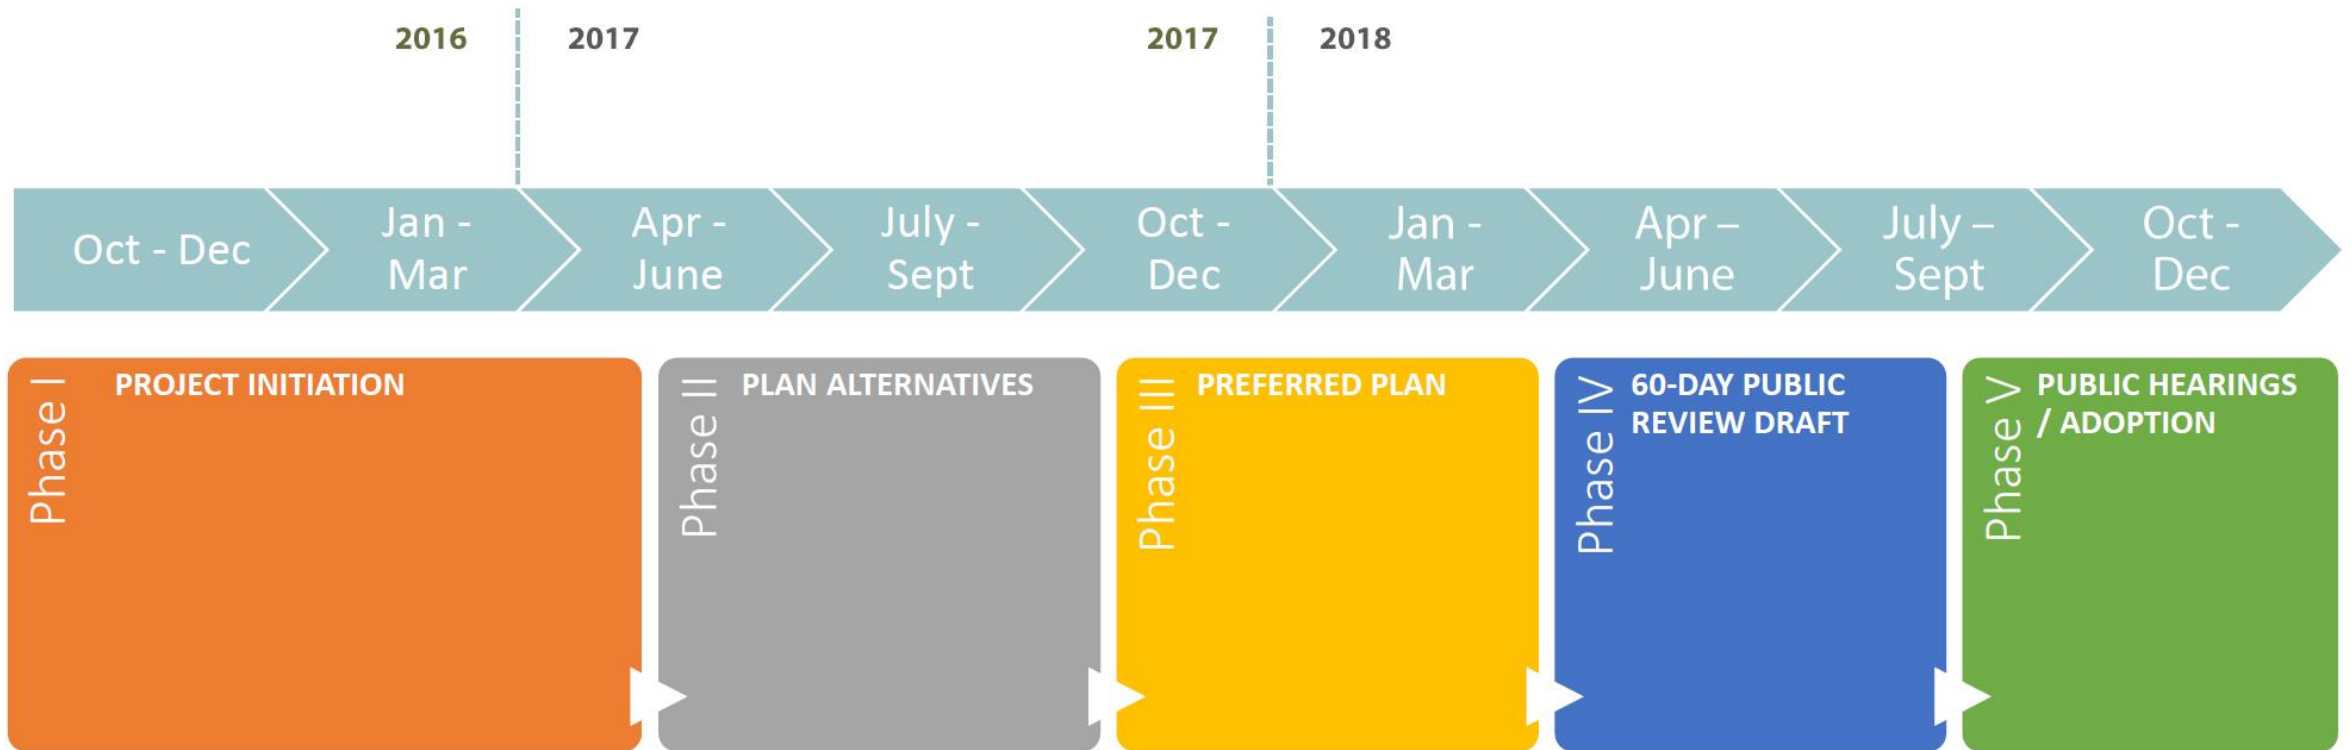 2016
2017
2017
2018
Oct - Dec
Jan -
Mar
Apr -
June
July -
Sept
Oct -
Dec
Jan -
Mar
Apr –
June
July –
Sept
Oct -
Dec
Phase I
PROJECT INITIATION
Phase II
PLAN ALTERNATIVES
Phase III
PREFERRED PLAN
Phase IV
60-DAY PUBLIC
REVIEW DRAFT
Phase V
PUBLIC HEARINGS
/ ADOPTION